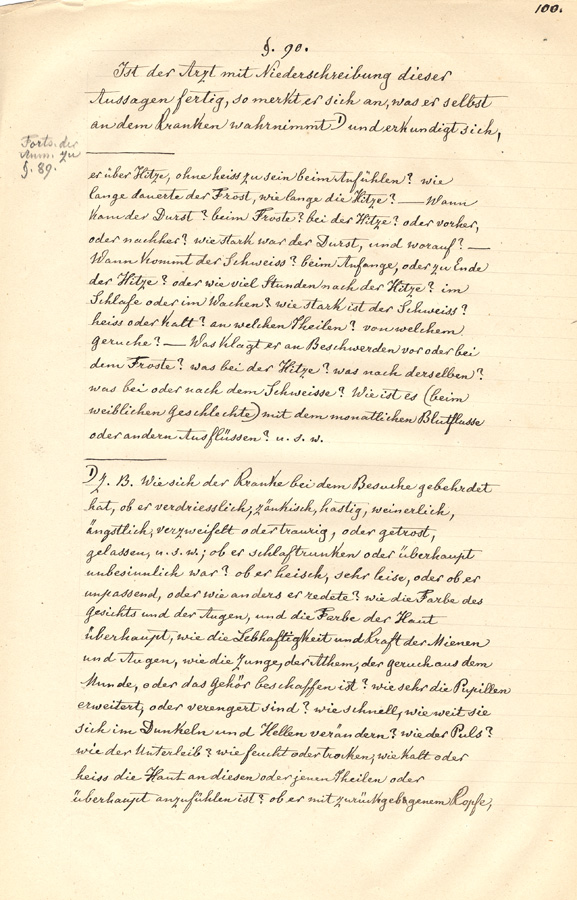 100.
§. 90.
Ist der Arzt mit Niederschreibung dieser
Aussagen fertig, so merkt er sich an, was er selbst
an dem Kranken wahrnimmt 1) und erkundigt sich,
Forts. der
Anm. zu
§. 89.
er über Hitze, ohne heiss zu sein beim Anfühlen? wie
lange dauerte der Frost, wie lange die Hitze? — Wann
kam der Durst? beim Froste? bei der Hitze? oder vorher,
oder nachher? wie stark war der Durst, und worauf? —
Wann kommt der Schweiss? beim Anfange, oder zu Ende
der Hitze? oder wie viel Stunden nach der Hitze? im
Schlafe oder im Wachen? wie stark ist der Schweiss?
heiss oder kalt? an welchen Theilen? von welchem
Geruche? — Was klagt er an Beschwerden vor oder bei
dem Froste? was bei der Hitze? was nach derselben?
was bei oder nach dem Schweisse? Wie ist es (beim
weiblichen Geschlechte) mit dem monatlichen Blutflusse
oder andern Ausflüssen? u. s. w.
1) Z. B. Wie sich der Kranke bei dem Besuche gebehrdet
hat, ob er verdriesslich, zänkisch, hastig, weinerlich,
ängstlich, verzweifelt oder traurig, oder getrost,
gelassen, u. s. w.; ob er schlaftrunken oder überhaupt
unbesinnlich war? ob er heisch, sehr leise, oder ob er
unpassend, oder wie anders er redete? wie die Farbe des
Gesichts und der Augen, und die Farbe der Haut
überhaupt, wie die Lebhaftigkeit und Kraft der Mienen
und Augen, wie die Zunge, der Athem, der Geruch aus dem
Munde, oder das Gehör beschaffen ist? wie sehr die Pupillen
erweitert, oder verengert sind? wie schnell, wie weit sie
sich im Dunkeln und Hellen verändern? wie der Puls?
wie der Unterleib? wie feucht oder trocken, wie kalt oder
heiss die Haut an diesen oder jenen Theilen oder
überhaupt anzufühlen ist? ob er mit zurückgebogenem Kopfe,